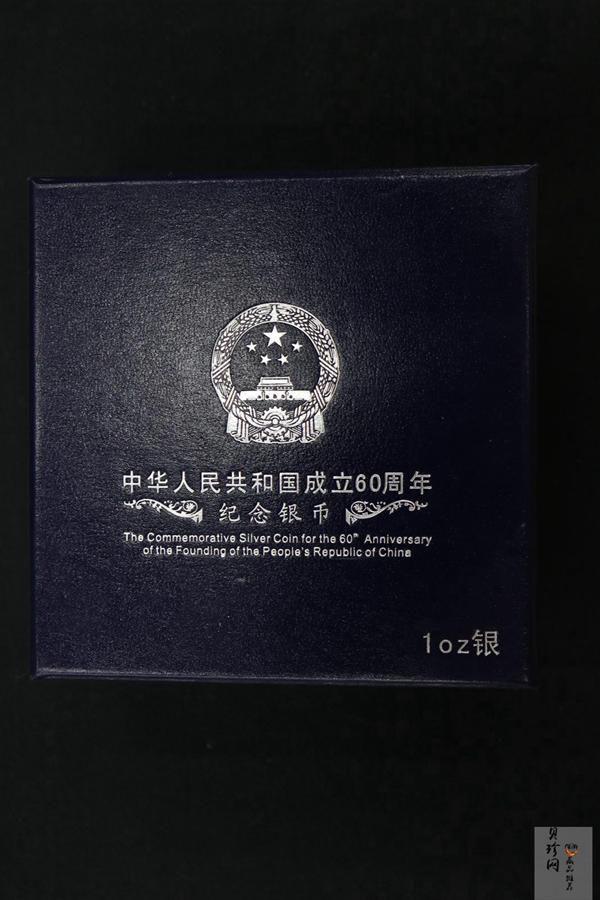 中华人民共和国成立60周年
纪念银币
The Commemorative Silver Coin for the 60th Anniversary
of the Founding of the People's Republic of China
1oz银
贝珍网